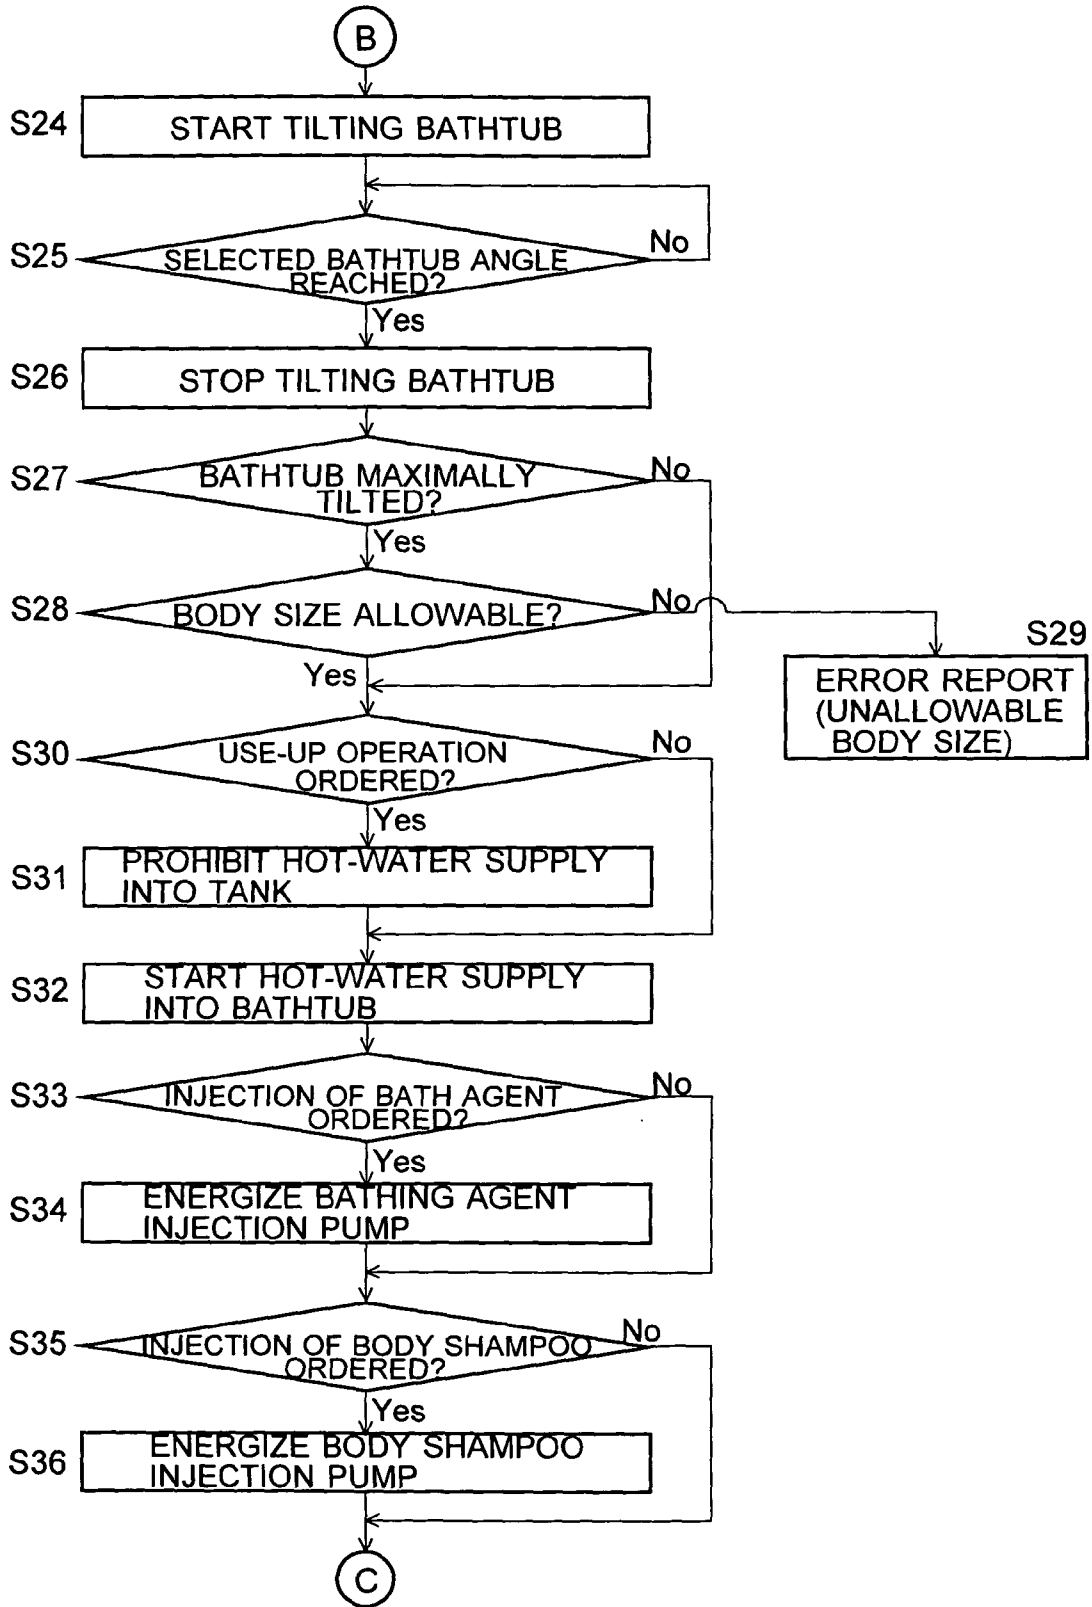 B
S24
START TILTING BATHTUB
S25
SELECTED BATHTUB ANGLE
REACHED?
No
Yes
S26
STOP TILTING BATHTUB
S27
BATHTUB MAXIMALLY
TILTED?
No
Yes
S28
BODY SIZE ALLOWABLE?
No
S29
ERROR REPORT
(UNALLOWABLE
BODY SIZE)
Yes
S30
USE-UP OPERATION
ORDERED?
No
Yes
S31
PROHIBIT HOT-WATER SUPPLY
INTO TANK
S32
START HOT-WATER SUPPLY
INTO BATHTUB
S33
INJECTION OF BATH AGENT
ORDERED?
No
Yes
S34
ENERGIZE BATHING AGENT
INJECTION PUMP
S35
INJECTION OF BODY SHAMPOO
ORDERED?
No
Yes
S36
ENERGIZE BODY SHAMPOO
INJECTION PUMP
C